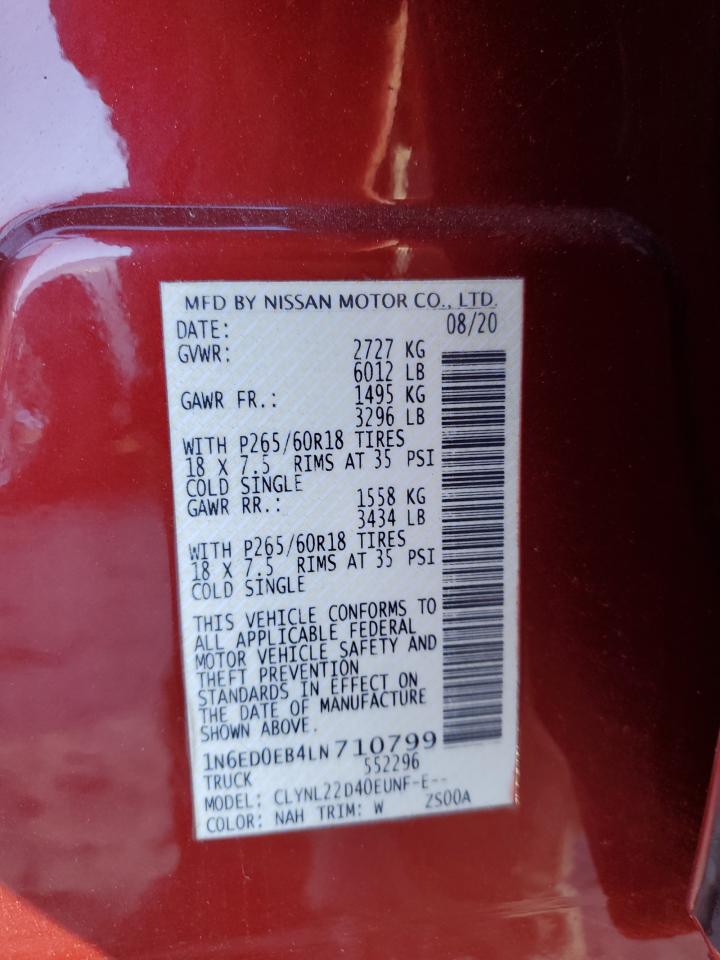 MFD BY NISSAN MOTOR CO., LTD.
DATE: 08/20
GVWR: 2727 KG
6012 LB
GAWR FR.: 1495 KG
3296 LB
WITH P265/60R18 TIRES
18 X 7.5 RIMS AT 35 PSI
COLD SINGLE
GAWR RR.: 1558 KG
3434 LB
WITH P265/60R18 TIRES
18 X 7.5 RIMS AT 35 PSI
COLD SINGLE
THIS VEHICLE CONFORMS TO
ALL APPLICABLE FEDERAL
MOTOR VEHICLE SAFETY AND
THEFT PREVENTION
STANDARDS IN EFFECT ON
THE DATE OF MANUFACTURE
SHOWN ABOVE.
1N6ED0EB4LN710799
TRUCK 552296
MODEL: CLYNL22D40EUNF-E--
COLOR: NAH TRIM: W ZS00A